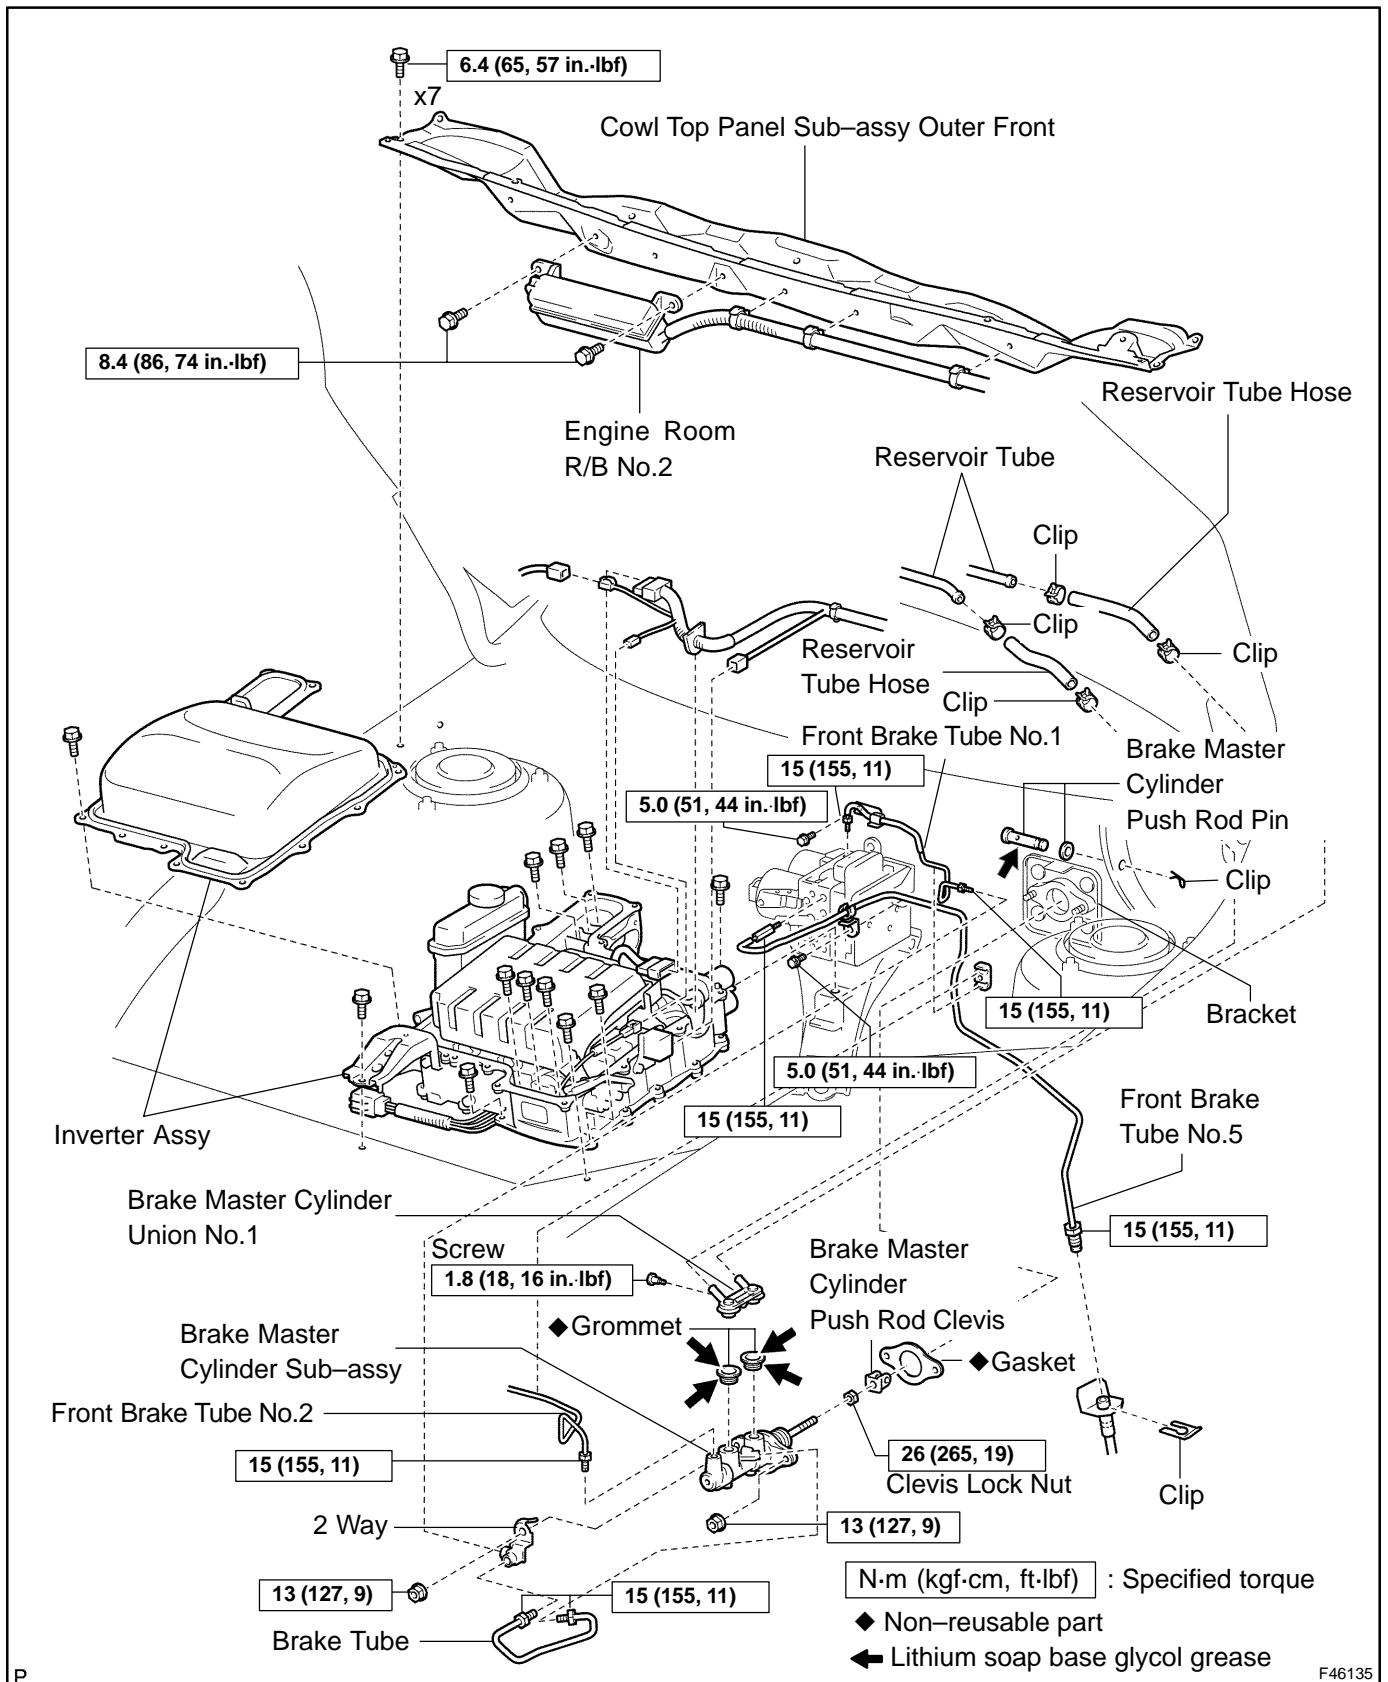 6.4 (65, 57 in.·lbf)
x7
Cowl Top Panel Sub–assy Outer Front
8.4 (86, 74 in.·lbf)
Engine Room
R/B No.2
Reservoir Tube Hose
Reservoir Tube
Clip
Clip
Clip
Reservoir
Tube Hose
Clip
Front Brake Tube No.1
15 (155, 11)
5.0 (51, 44 in.·lbf)
Brake Master
Cylinder
Push Rod Pin
Clip
15 (155, 11)
Bracket
5.0 (51, 44 in.·lbf)
15 (155, 11)
Front Brake
Tube No.5
Inverter Assy
Brake Master Cylinder
Union No.1
15 (155, 11)
Screw
1.8 (18, 16 in.·lbf)
Brake Master
Cylinder
Push Rod Clevis
◆Grommet
◆Gasket
Brake Master
Cylinder Sub–assy
Front Brake Tube No.2
15 (155, 11)
26 (265, 19)
Clevis Lock Nut
Clip
2 Way
13 (127, 9)
13 (127, 9)
15 (155, 11)
Brake Tube
N·m (kgf·cm, ft·lbf) : Specified torque
◆ Non–reusable part
Lithium soap base glycol grease
P
F46135